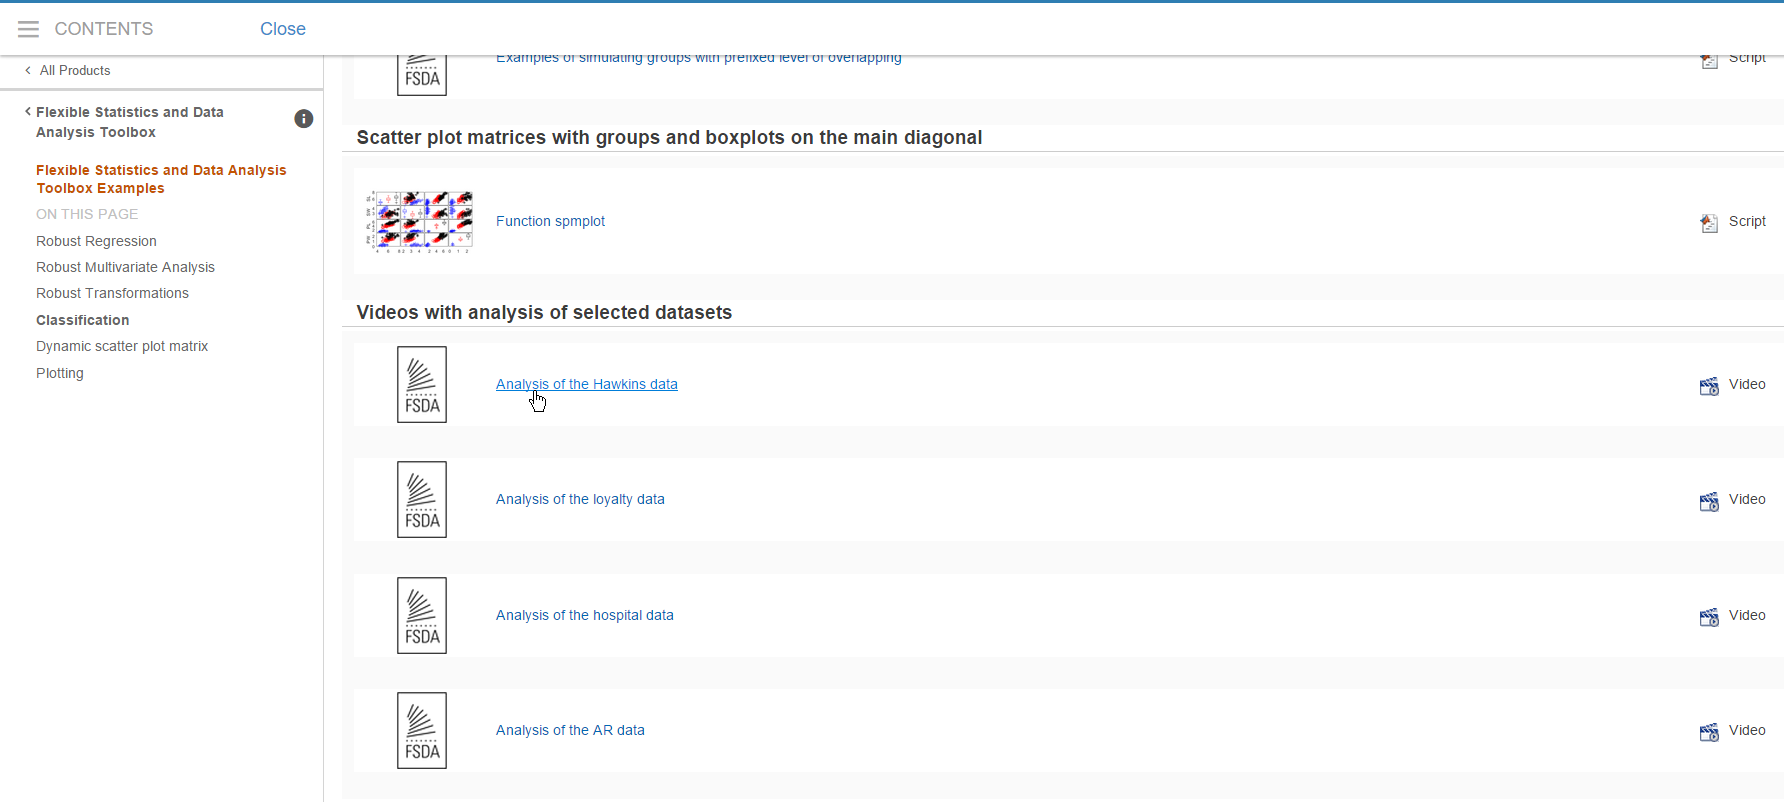 CONTENTS
Close
All Products
Flexible Statistics and Data
Analysis Toolbox
Flexible Statistics and Data Analysis
Toolbox Examples
ON THIS PAGE
Robust Regression
Robust Multivariate Analysis
Robust Transformations
Classification
Dynamic scatter plot matrix
Plotting
FSDA
Examples of simulating groups with prefixed level of overlapping
Script
Scatter plot matrices with groups and boxplots on the main diagonal
Function spmplot
Script
Videos with analysis of selected datasets
FSDA
Analysis of the Hawkins data
Video
FSDA
Analysis of the loyalty data
Video
FSDA
Analysis of the hospital data
Video
FSDA
Analysis of the AR data
Video